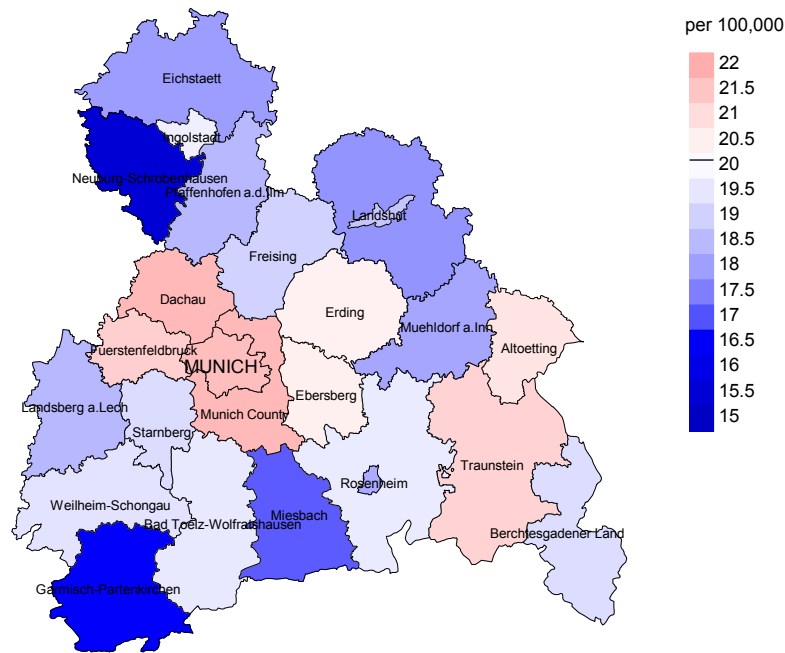 per 100,000
22
21.5
21
20.5
20
19.5
19
18.5
18
17.5
17
16.5
16
15.5
15
Eichstaett
Ingolstadt
Neuburg-Schrobenhausen
Pfaffenhofen a.d.Ilm
Landshut
Freising
Dachau
Erding
Muehldorf a.Inn
Altoetting
Fuerstenfeldbruck
MUNICH
Ebersberg
Landsberg a.Lech
Munich County
Starnberg
Traunstein
Rosenheim
Weilheim-Schongau
Miesbach
Bad Toelz-Wolfratshausen
Berchtesgadener Land
Garmisch-Partenkirchen